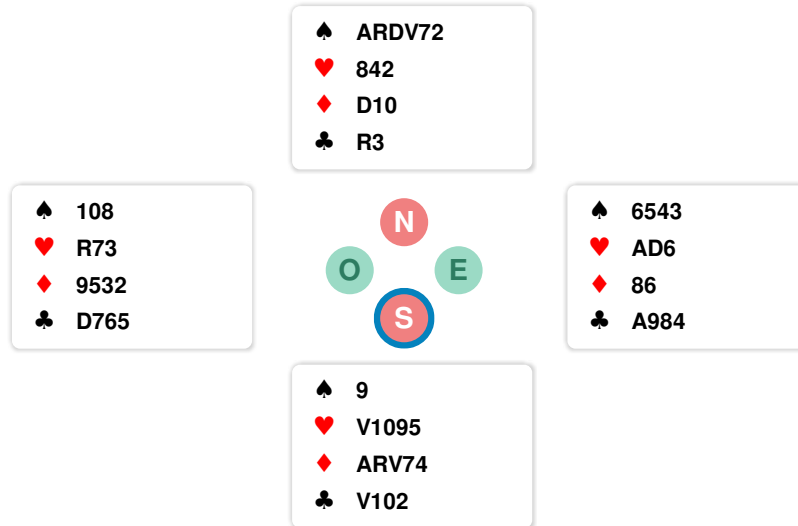 ♠ ARDV72
♥ 842
♦ D10
♣ R3
♠ 108
♥ R73
♦ 9532
♣ D765
N
O E
S
♠ 6543
♥ AD6
♦ 86
♣ A984
♠ 9
♥ V1095
♦ ARV74
♣ V102